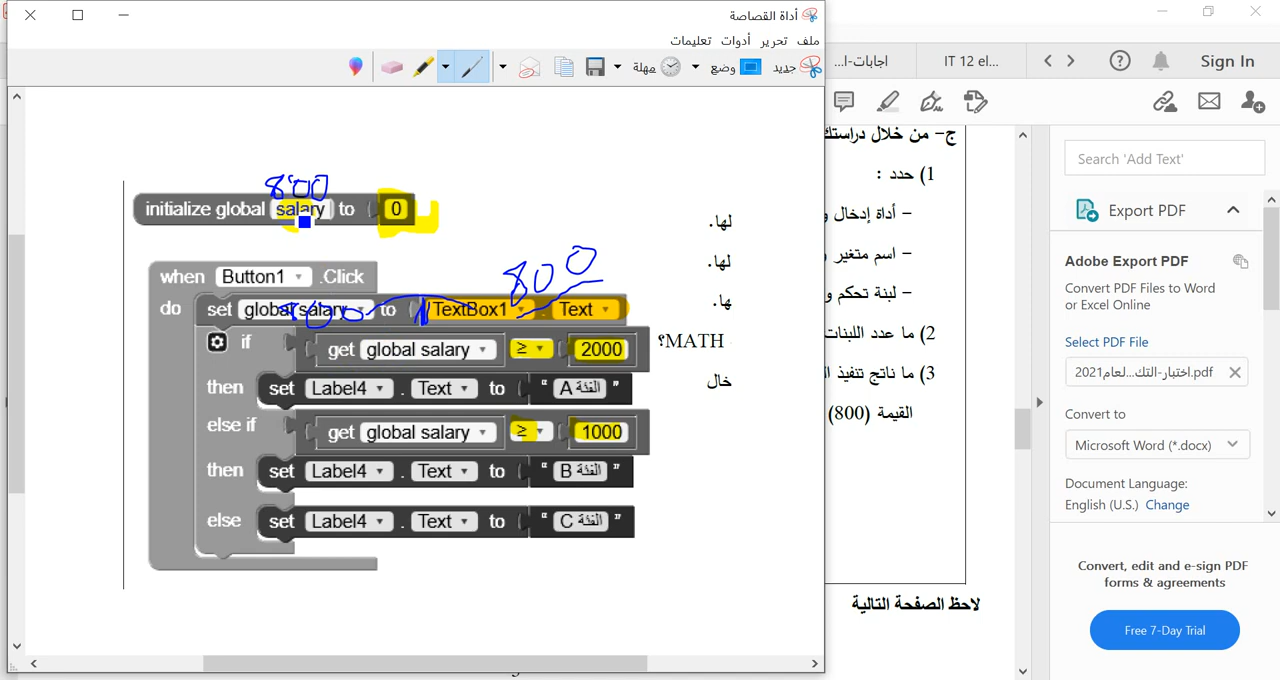 أداة القصاصة
ملف تحرير أدوات تعليمات
جديد وضع مهلة
800
initialize global salary to 0
when Button1 .Click
800
do set global salary to TextBox1 . Text
if get global salary ≥ 2000
then set Label4 . Text to " الفئة A "
else if get global salary ≥ 1000
then set Label4 . Text to " الفئة B "
else set Label4 . Text to " الفئة C "
لها.
لها.
ها.
MATH؟
خال
اجابات-ا...
IT 12 el...
Sign In
ج- من خلال دراستك
1) حدد :
- أداة إدخال و
- اسم متغير و
- لبنة تحكم و
2) ما عدد اللبنات
3) ما ناتج تنفيذ ا
القيمة (800)
لاحظ الصفحة التالية
Search 'Add Text'
Export PDF
Adobe Export PDF
Convert PDF Files to Word
or Excel Online
Select PDF File
اختبار-التك...لعام2021.pdf
Convert to
Microsoft Word (*.docx)
Document Language:
English (U.S.) Change
Convert, edit and e-sign PDF
forms & agreements
Free 7-Day Trial